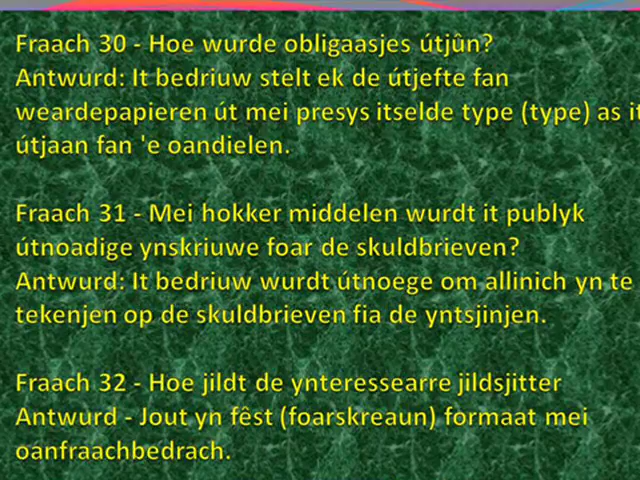 Fraach 30 - Hoe wurde obligaasjes útjûn?
Antwurd: It bedriuw stelt ek de útjefte fan
weardepapieren út mei presys itselde type (type) as it
útjaan fan 'e oandielen.
Fraach 31 - Mei hokker middelen wurdt it publyk
útnoadige ynskriuwe foar de skuldbrieven?
Antwurd: It bedriuw wurdt útnoege om allinich yn te
tekenjen op de skuldbrieven fia de yntsjinjen.
Fraach 32 - Hoe jildt de ynteressearre jildsjitter
Antwurd - Jout yn fêst (foarskreaun) formaat mei
oanfraachbedrach.